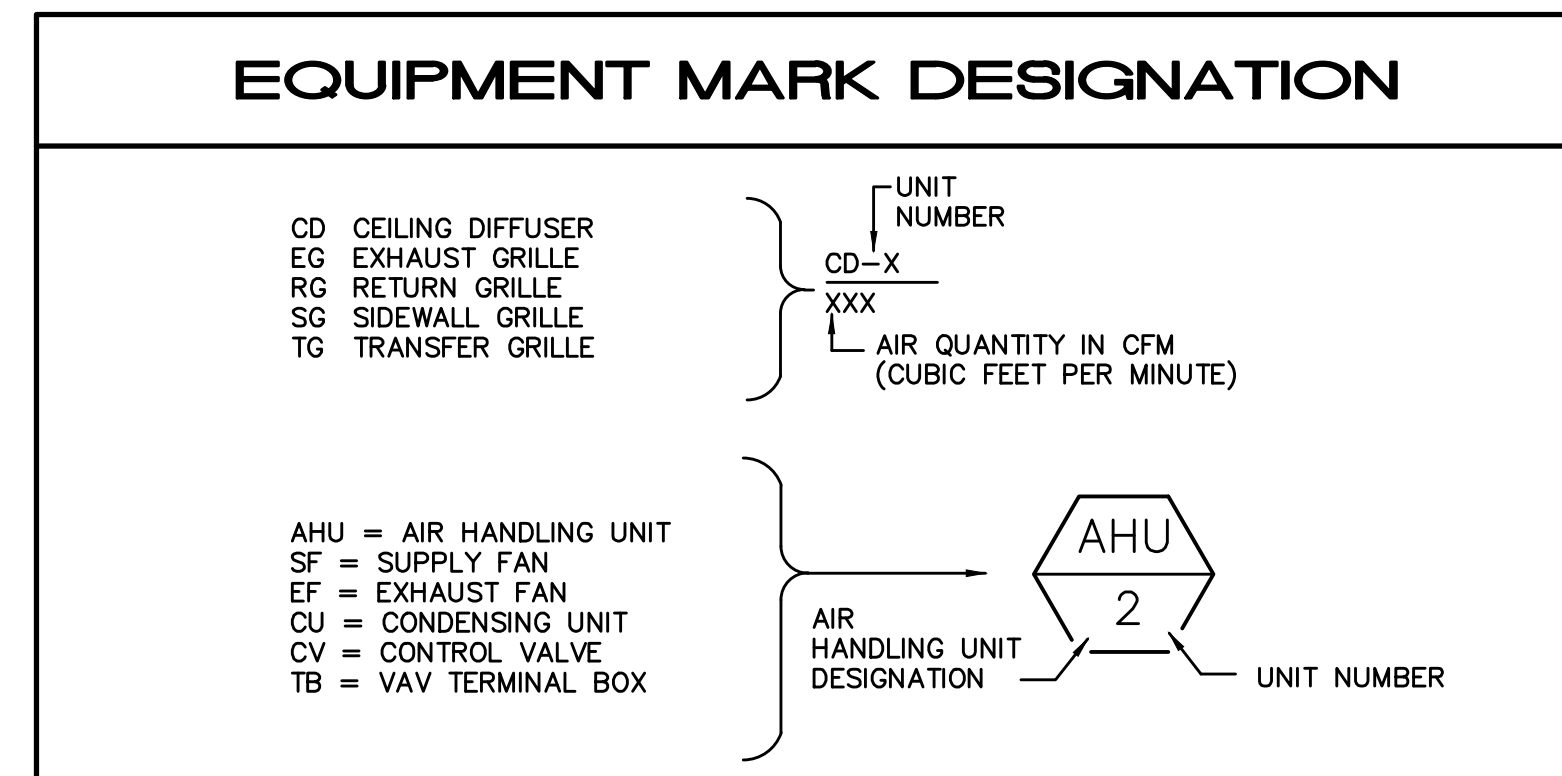 EQUIPMENT MARK DESIGNATION
CD CEILING DIFFUSER
EG EXHAUST GRILLE
RG RETURN GRILLE
SG SIDEWALL GRILLE
TG TRANSFER GRILLE
UNIT
NUMBER
CD-X
XXX
AIR QUANTITY IN CFM
(CUBIC FEET PER MINUTE)
AHU = AIR HANDLING UNIT
SF = SUPPLY FAN
EF = EXHAUST FAN
CU = CONDENSING UNIT
CV = CONTROL VALVE
TB = VAV TERMINAL BOX
AHU
2
AIR
HANDLING UNIT
DESIGNATION
UNIT NUMBER